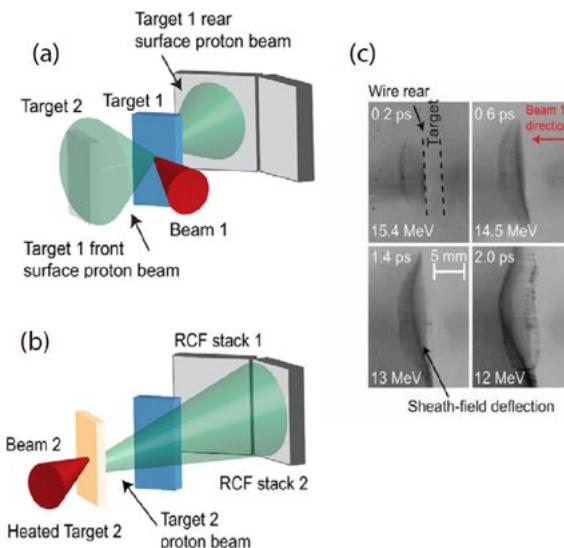 (a)
Target 1 rear
surface proton beam
Target 2
Target 1
Beam 1
Target 1 front
surface proton beam
(b)
RCF stack 1
Beam 2
RCF stack 2
Heated Target 2
Target 2
proton beam
(c)
Wire rear
Target
0.2 ps
0.6 ps
Beam 1
direction
15.4 MeV
14.5 MeV
1.4 ps
5 mm
2.0 ps
13 MeV
12 MeV
Sheath-field deflection